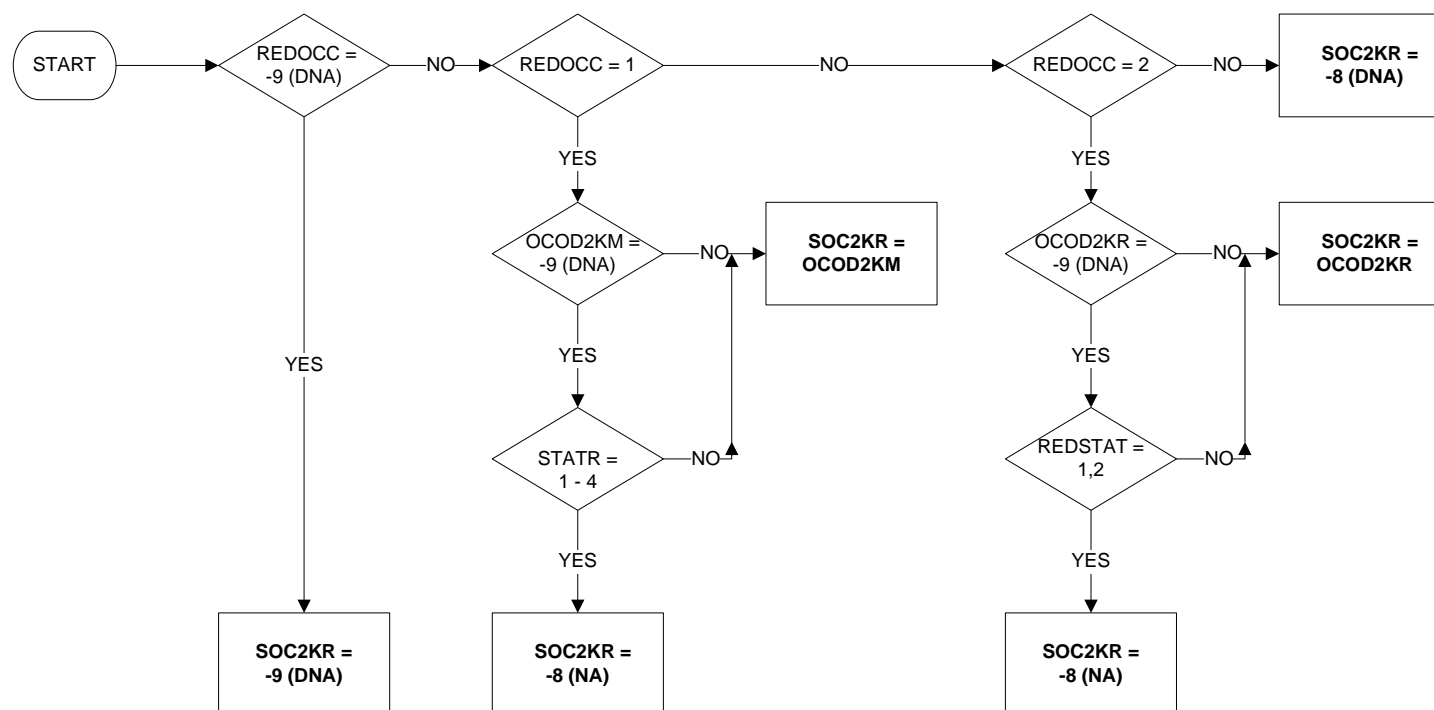 START
REDOCC =
-9 (DNA)
NO
REDOCC = 1
NO
REDOCC = 2
NO
SOC2KR =
-8 (DNA)
YES
YES
OCOD2KM =
-9 (DNA)
NO
SOC2KR =
OCOD2KM
OCOD2KR =
-9 (DNA)
NO
SOC2KR =
OCOD2KR
YES
YES
YES
STATR =
1 - 4
NO
REDSTAT =
1,2
NO
YES
YES
SOC2KR =
-9 (DNA)
SOC2KR =
-8 (NA)
SOC2KR =
-8 (NA)